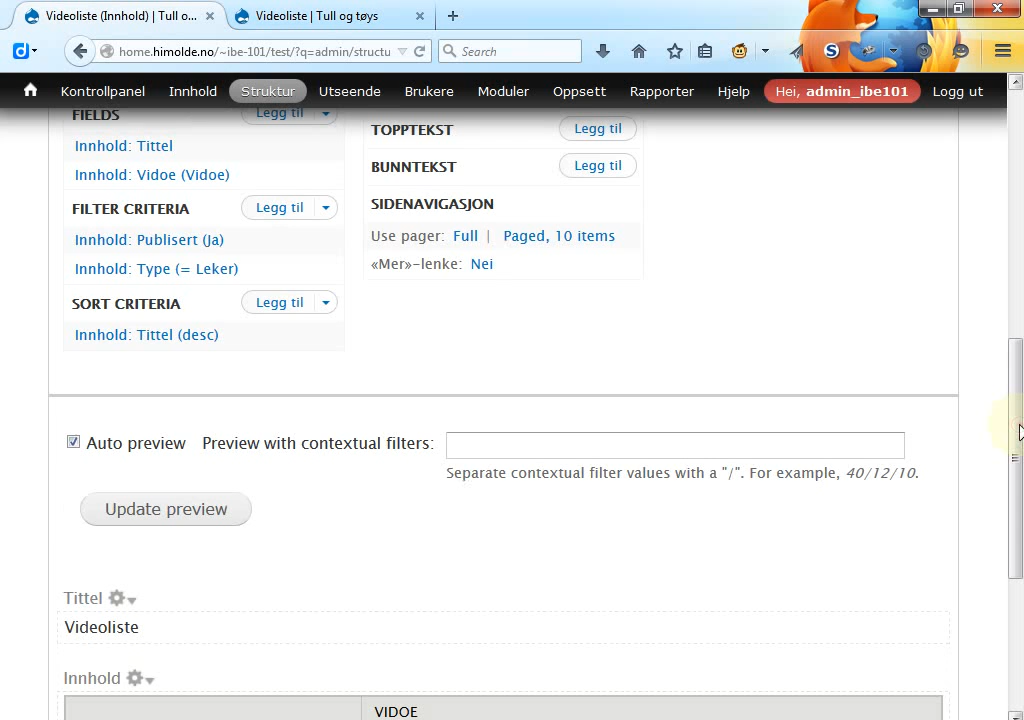 Videoliste (Innhold) | Tull o...
Videoliste | Tull og tøys
home.himolde.no/~ibe-101/test/?q=admin/structu
Search
Kontrollpanel
Innhold
Struktur
Utseende
Brukere
Moduler
Oppsett
Rapporter
Hjelp
Hei, admin_ibe101
Logg ut
FIELDS
Legg til
Innhold: Tittel
Innhold: Vidoe (Vidoe)
FILTER CRITERIA
Legg til
Innhold: Publisert (Ja)
Innhold: Type (= Leker)
SORT CRITERIA
Legg til
Innhold: Tittel (desc)
TOPPTEKST
Legg til
BUNNTEKST
Legg til
SIDENAVIGASJON
Use pager: Full | Paged, 10 items
«Mer»-lenke: Nei
Auto preview
Preview with contextual filters:
Separate contextual filter values with a "/". For example, 40/12/10.
Update preview
Tittel
Videoliste
Innhold
VIDOE